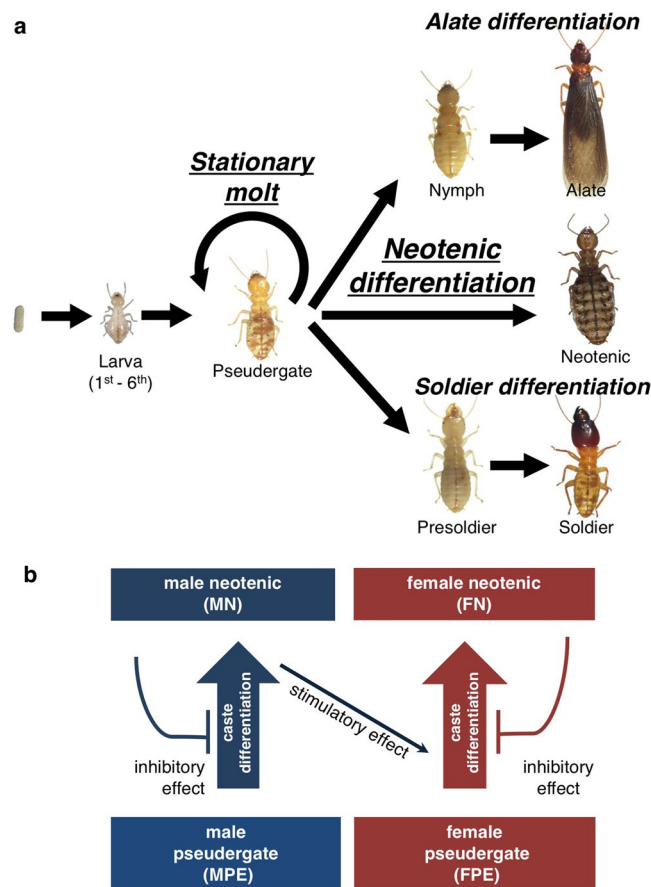 a
Alate differentiation
Nymph
Alate
Stationary
molt
Neotenic
differentiation
Larva
(1st - 6th)
Pseudergate
Neotenic
Soldier differentiation
Presoldier
Soldier
b
male neotenic
(MN)
female neotenic
(FN)
caste
differentiation
stimulatory effect
caste
differentiation
inhibitory
effect
inhibitory
effect
male
pseudergate
(MPE)
female
pseudergate
(FPE)